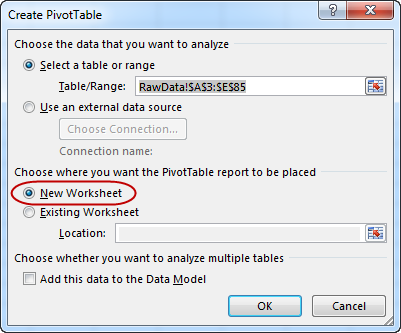 Create PivotTable
Choose the data that you want to analyze
Select a table or range
Table/Range: RawData!$A$3:$E$85
Use an external data source
Choose Connection...
Connection name:
Choose where you want the PivotTable report to be placed
New Worksheet
Existing Worksheet
Location:
Choose whether you want to analyze multiple tables
Add this data to the Data Model
OK Cancel